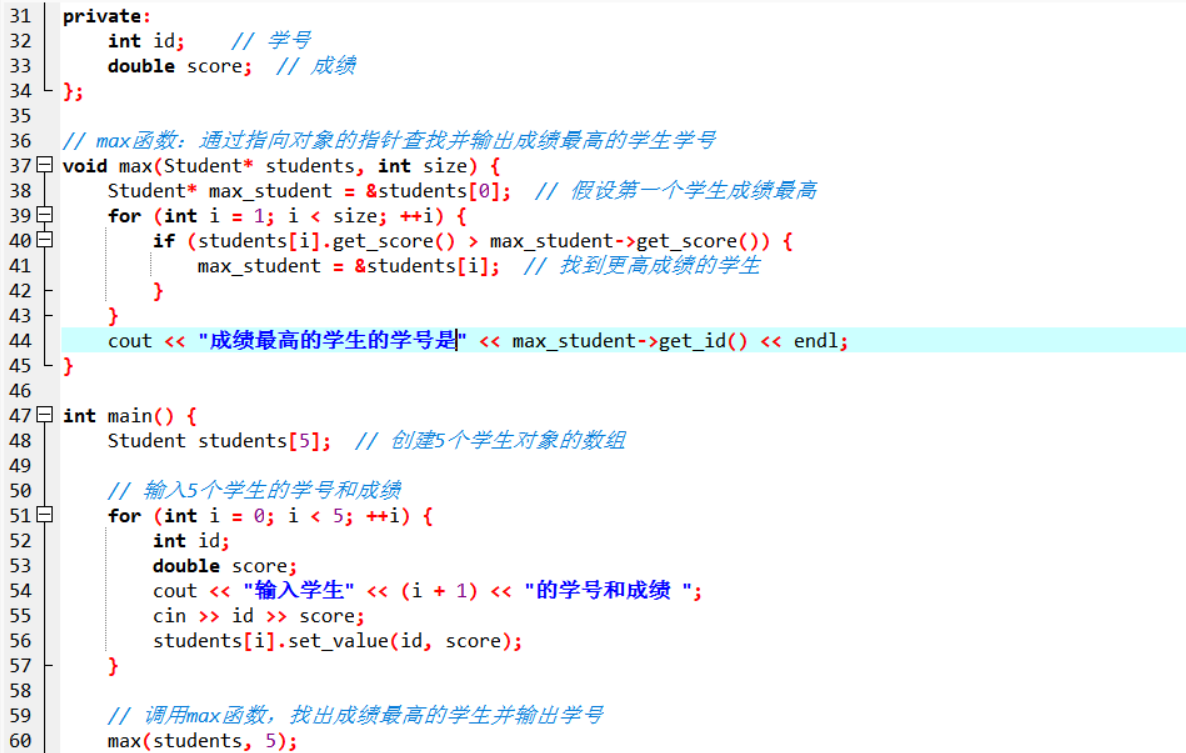 31 private:
32 int id; // 学号
33 double score; // 成绩
34 };
35
36 // max函数：通过指向对象的指针查找并输出成绩最高的学生学号
37 void max(Student* students, int size) {
38 Student* max_student = &students[0]; // 假设第一个学生成绩最高
39 for (int i = 1; i < size; ++i) {
40 if (students[i].get_score() > max_student->get_score()) {
41 max_student = &students[i]; // 找到更高成绩的学生
42 }
43 }
44 cout << "成绩最高的学生的学号是" << max_student->get_id() << endl;
45 }
46
47 int main() {
48 Student students[5]; // 创建5个学生对象的数组
49
50 // 输入5个学生的学号和成绩
51 for (int i = 0; i < 5; ++i) {
52 int id;
53 double score;
54 cout << "输入学生" << (i + 1) << "的学号和成绩 ";
55 cin >> id >> score;
56 students[i].set_value(id, score);
57 }
58
59 // 调用max函数，找出成绩最高的学生并输出学号
60 max(students, 5);